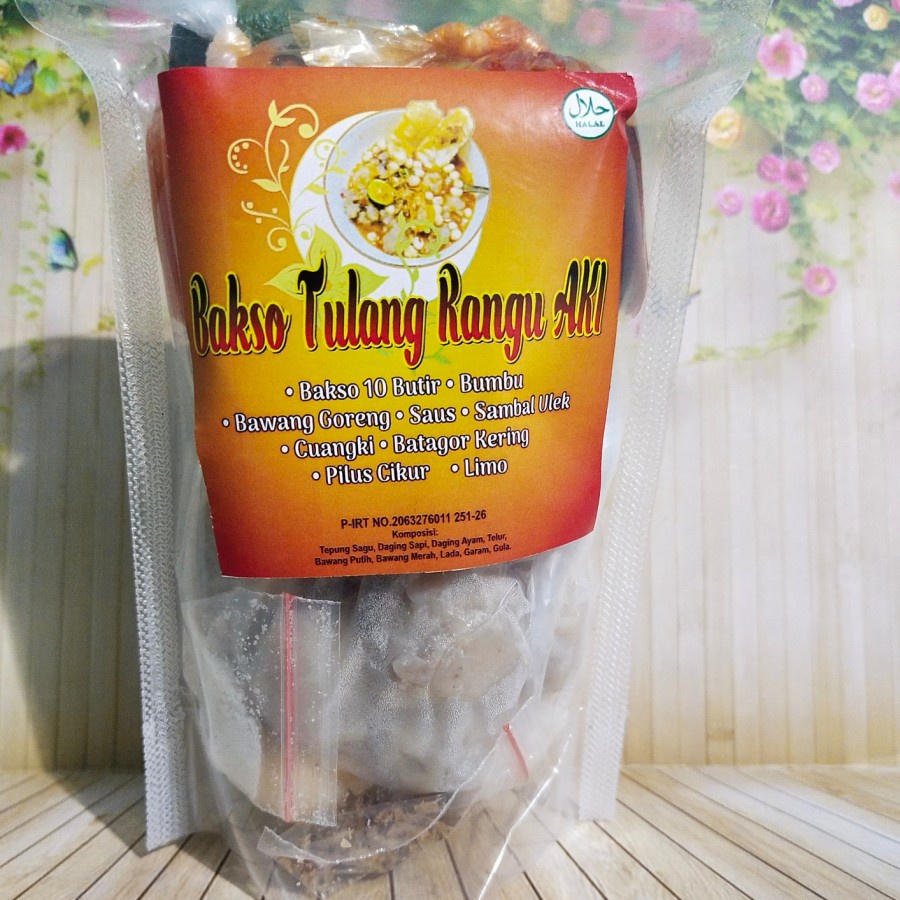 حلال
HALAL
Bakso Tulang Rangu AKI
• Bakso 10 Butir • Bumbu
• Bawang Goreng • Saus • Sambal Ulek
• Cuangki • Batagor Kering
• Pilus Cikur • Limo
P-IRT NO.2063276011 251-26
Komposisi:
Tepung Sagu, Daging Sapi, Daging Ayam, Telur,
Bawang Putih, Bawang Merah, Lada, Garam, Gula.